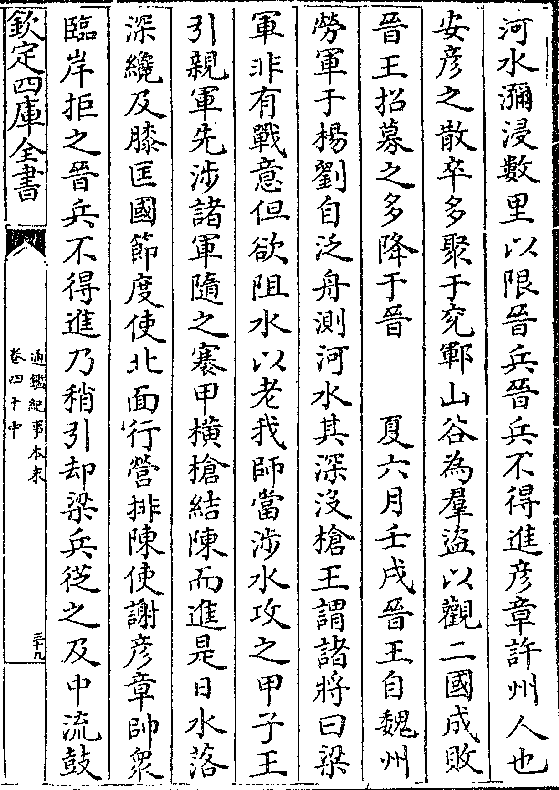 河水瀰浸數里以限晉兵晉兵不得進彥章許州人也
安彥之散卒多聚于兖鄆山谷為羣盜以觀二國成敗
晉王招募之多降于晉　　夏六月壬戌晉王自魏州
勞軍于楊劉自泛舟測河水其深沒槍王謂諸將曰梁
軍非有戰意但欲阻水以老我師當涉水攻之甲子王
引親軍先涉諸軍隨之褰甲橫槍結陳而進是日水落
深纔及膝匡國節度使北面行營排陳使謝彥章帥衆
臨岸拒之晉兵不得進乃稍引却梁兵從之及中流鼓
欽定四庫全書
通鑑紀事本末
卷四十中
三十九